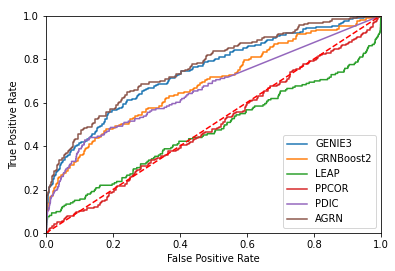 1.0
0.8
0.6
0.4
0.2
0.0
True Positive Rate
GENIE3
GRNBoost2
LEAP
PPCOR
PDIC
AGRN
0.0 0.2 0.4 0.6 0.8 1.0
False Positive Rate